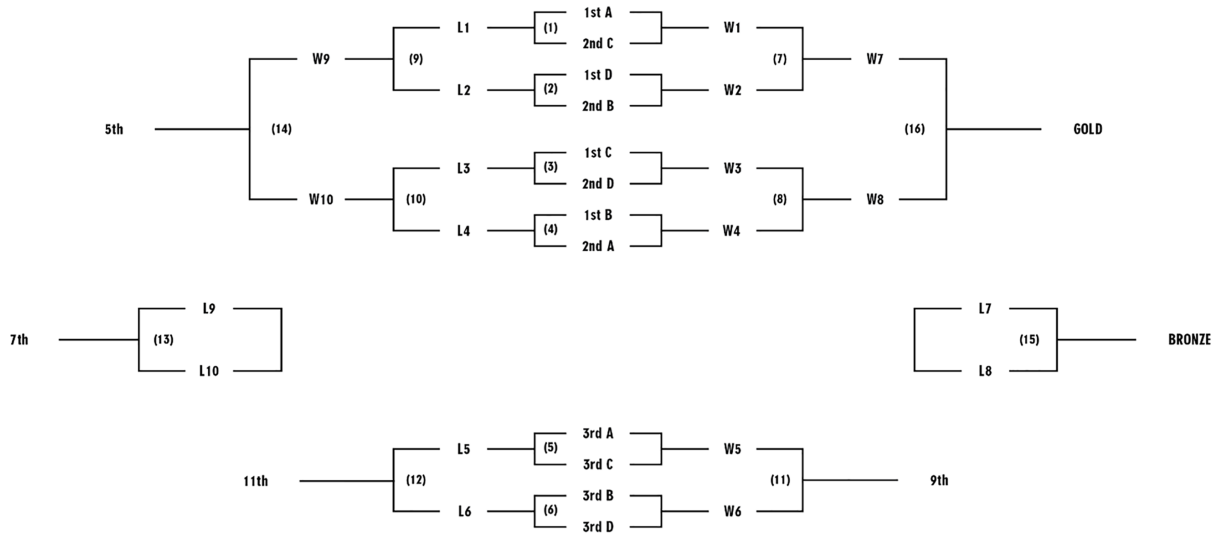 1st A
L1 (1) W1
2nd C
W9 (9) (7) W7
1st D
L2 (2) W2
2nd B
5th (14) (16) GOLD
1st C
L3 (3) W3
2nd D
W10 (10) (8) W8
1st B
L4 (4) W4
2nd A
L9 L7
7th (13) (15) BRONZE
L10 L8
3rd A
L5 (5) W5
3rd C
11th (12) (11) 9th
3rd B
L6 (6) W6
3rd D